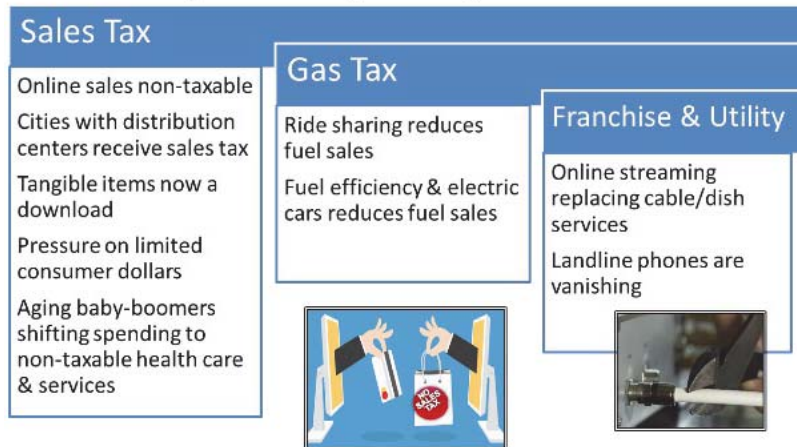 Sales Tax
Online sales non-taxable
Cities with distribution
centers receive sales tax
Tangible items now a
download
Pressure on limited
consumer dollars
Aging baby-boomers
shifting spending to
non-taxable health care
& services
Gas Tax
Ride sharing reduces
fuel sales
Fuel efficiency & electric
cars reduces fuel sales
NO
SALES
TAX
Franchise & Utility
Online streaming
replacing cable/dish
services
Landline phones are
vanishing